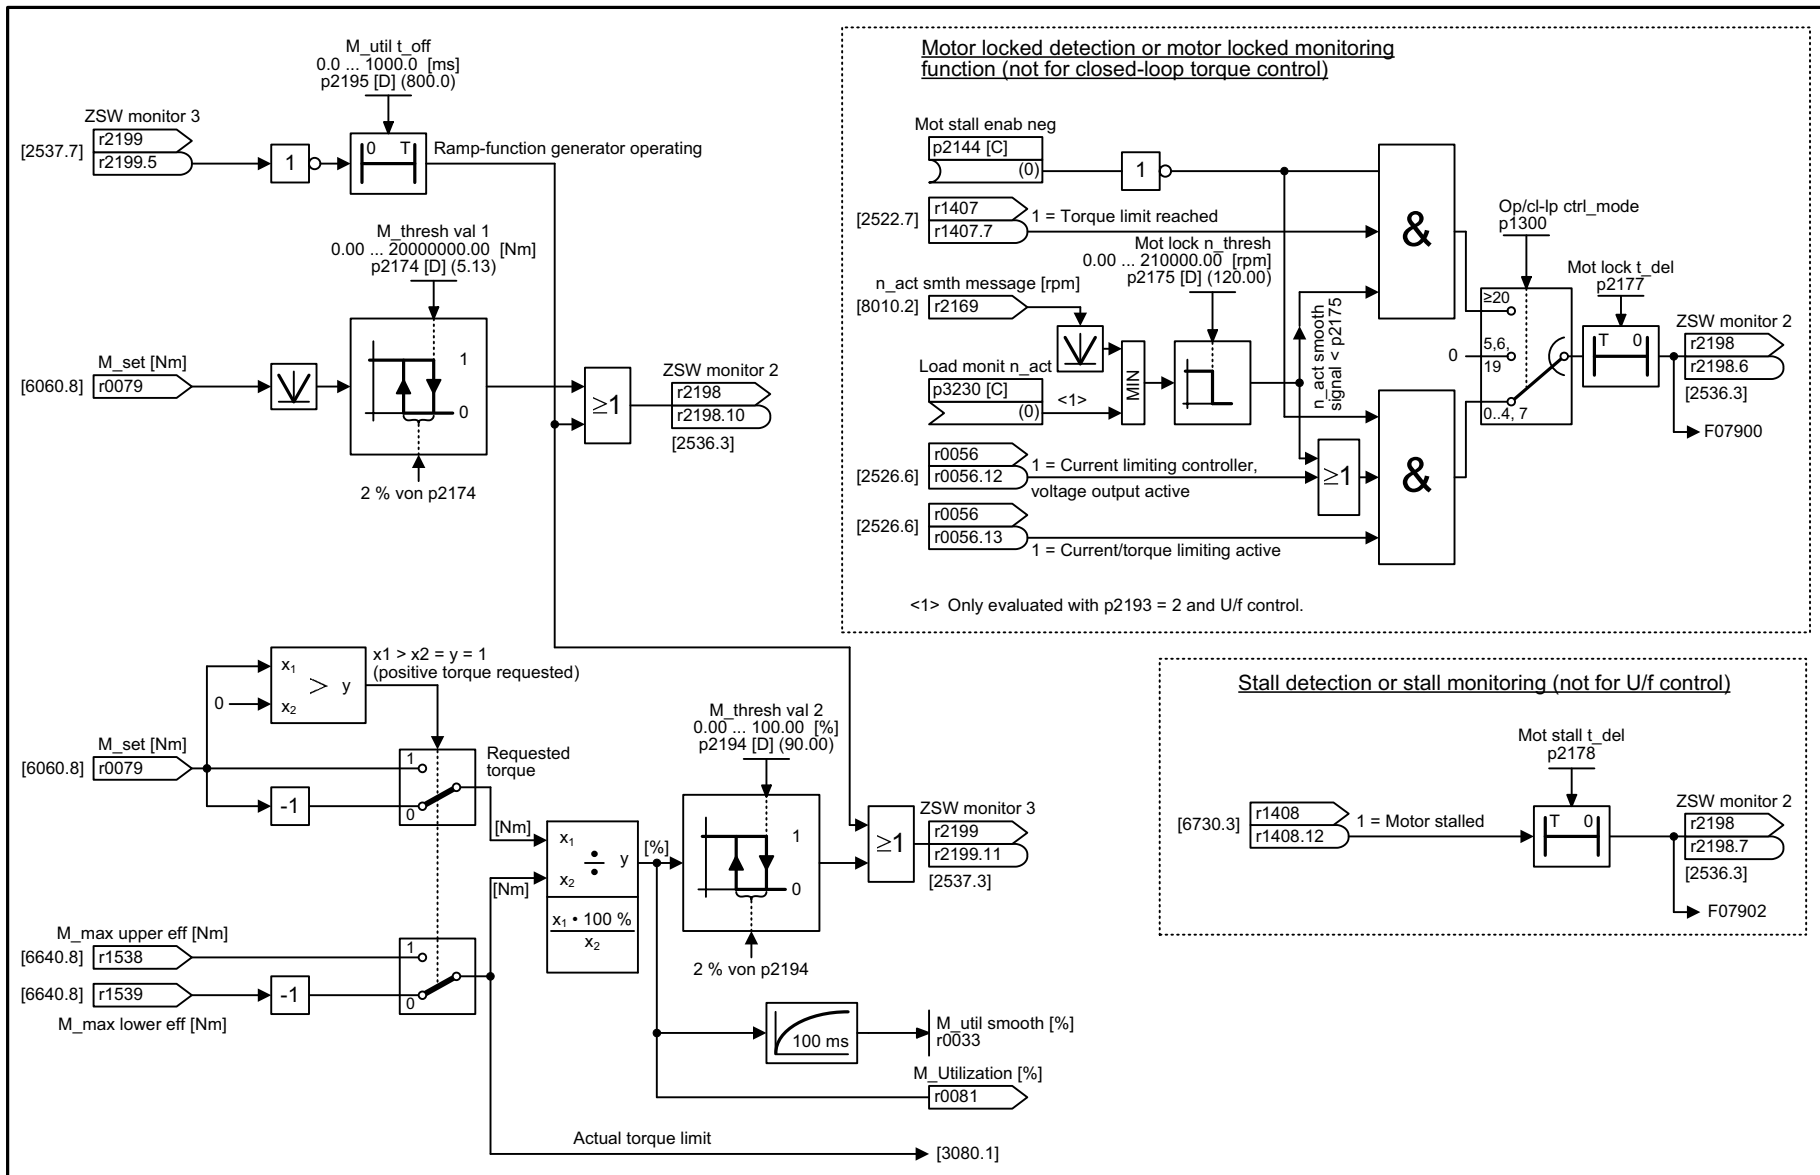 M_util t_off
0.0 ... 1000.0 [ms]
p2195 [D] (800.0)
ZSW monitor 3
[2537.7]
r2199
r2199.5
1
0 T
Ramp-function generator operating
M_thresh val 1
0.00 ... 20000000.00 [Nm]
p2174 [D] (5.13)
M_set [Nm]
[6060.8]
r0079
1
0
2 % von p2174
≥1
ZSW monitor 2
r2198
r2198.10
[2536.3]
Motor locked detection or motor locked monitoring
function (not for closed-loop torque control)
Mot stall enab neg
p2144 [C]
(0)
1
[2522.7]
r1407
r1407.7
1 = Torque limit reached
Mot lock n_thresh
0.00 ... 210000.00 [rpm]
p2175 [D] (120.00)
n_act smth message [rpm]
[8010.2]
r2169
Load monit n_act
p3230 [C]
(0)
<1>
MIN
n_act smooth
signal < p2175
[2526.6]
r0056
r0056.12
1 = Current limiting controller,
voltage output active
≥1
[2526.6]
r0056
r0056.13
1 = Current/torque limiting active
&
&
Op/cl-lp ctrl_mode
p1300
≥20
0
5,6,
19
0..4, 7
Mot lock t_del
p2177
T 0
ZSW monitor 2
r2198
r2198.6
[2536.3]
F07900
<1> Only evaluated with p2193 = 2 and U/f control.
x1 > x2 = y = 1
(positive torque requested)
x1
> y
x2
0
M_set [Nm]
[6060.8]
r0079
-1
1
0
Requested
torque
[Nm]
[Nm]
x1
÷ y
x2
x1 • 100 %
x2
[%]
M_thresh val 2
0.00 ... 100.00 [%]
p2194 [D] (90.00)
1
0
2 % von p2194
≥1
ZSW monitor 3
r2199
r2199.11
[2537.3]
M_max upper eff [Nm]
[6640.8]
r1538
[6640.8]
r1539
-1
M_max lower eff [Nm]
1
0
100 ms
M_util smooth [%]
r0033
M_Utilization [%]
r0081
Actual torque limit
[3080.1]
Stall detection or stall monitoring (not for U/f control)
Mot stall t_del
p2178
[6730.3]
r1408
r1408.12
1 = Motor stalled
T 0
ZSW monitor 2
r2198
r2198.7
[2536.3]
F07902